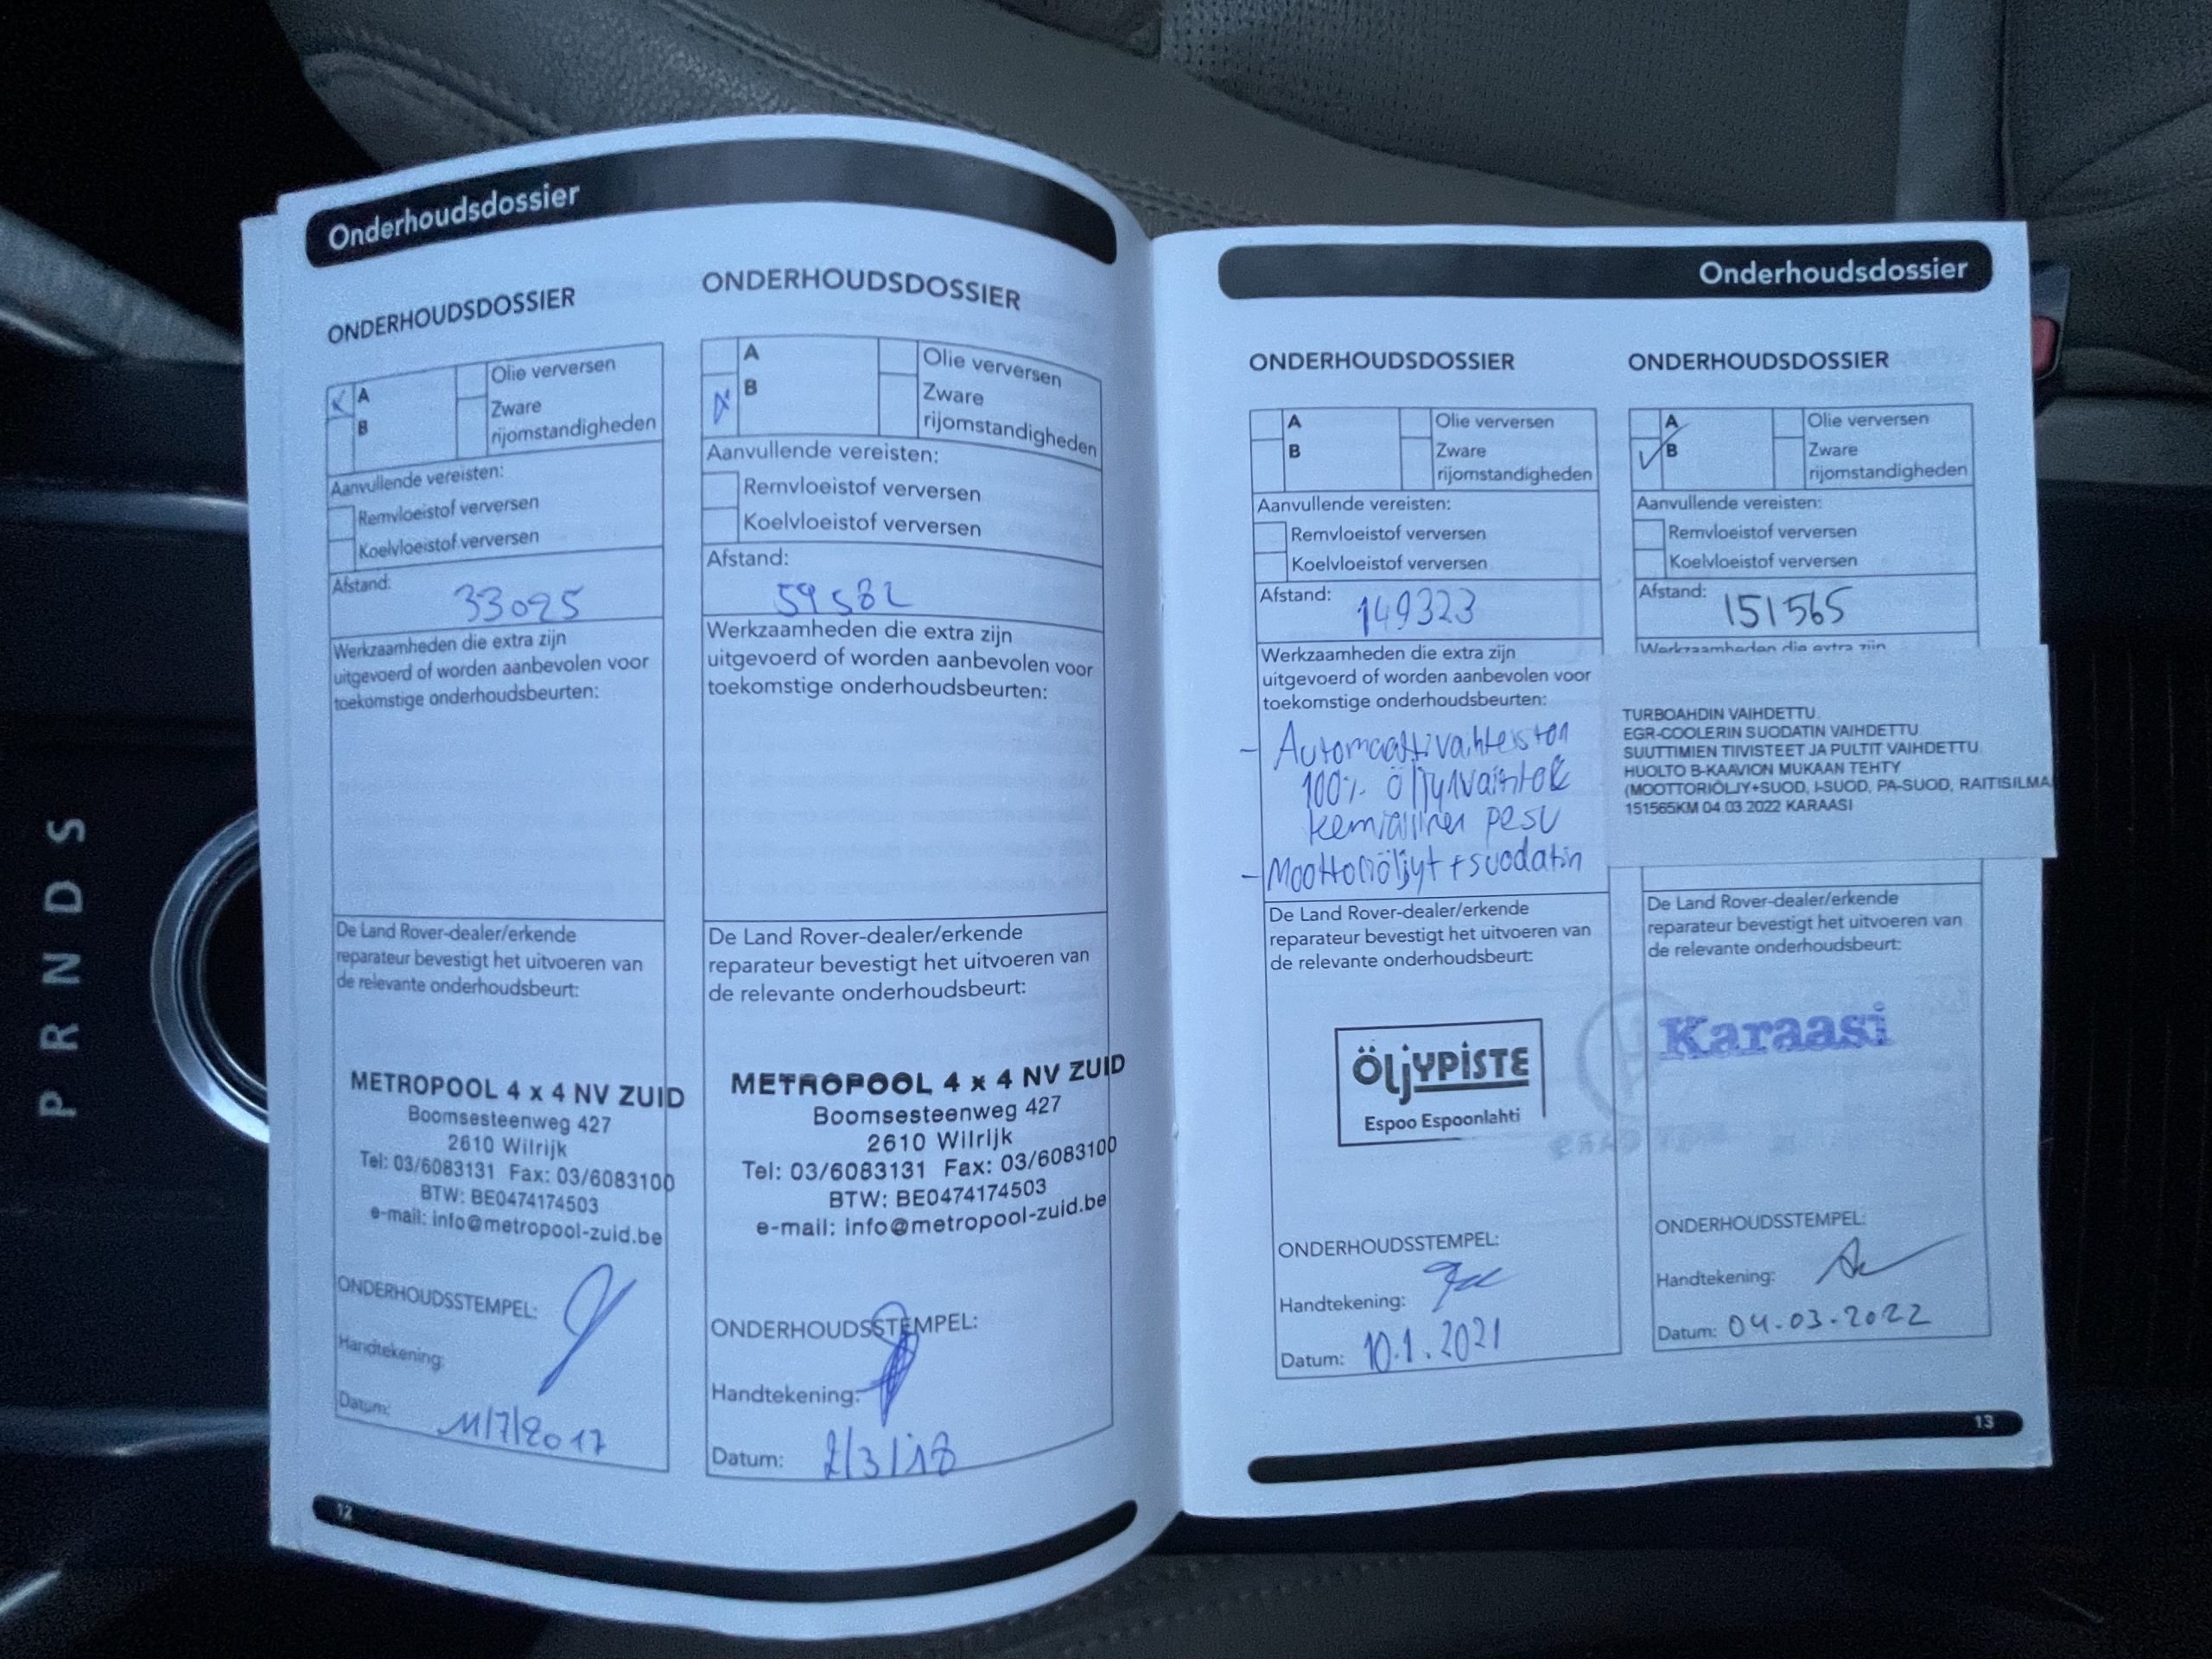 P R N D S
Onderhoudsdossier
ONDERHOUDSDOSSIER
A
Olie verversen
B
Zware
rijomstandigheden
Aanvullende vereisten:
Remvloeistof verversen
Koelvloeistof verversen
Afstand:
33095
Werkzaamheden die extra zijn
uitgevoerd of worden aanbevolen voor
toekomstige onderhoudsbeurten:
De Land Rover-dealer/erkende
reparateur bevestigt het uitvoeren van
de relevante onderhoudsbeurt:
METROPOOL 4 x 4 NV ZUID
Boomsesteenweg 427
2610 Wilrijk
Tel: 03/6083131 Fax: 03/6083100
BTW: BE0474174503
e-mail: info@metropool-zuid.be
ONDERHOUDSSTEMPEL:
Handtekening:
Datum: 11/7/2017
12
ONDERHOUDSDOSSIER
A
Olie verversen
B
Zware
rijomstandigheden
Aanvullende vereisten:
Remvloeistof verversen
Koelvloeistof verversen
Afstand:
59582
Werkzaamheden die extra zijn
uitgevoerd of worden aanbevolen voor
toekomstige onderhoudsbeurten:
De Land Rover-dealer/erkende
reparateur bevestigt het uitvoeren van
de relevante onderhoudsbeurt:
METROPOOL 4 x 4 NV ZUID
Boomsesteenweg 427
2610 Wilrijk
Tel: 03/6083131 Fax: 03/6083100
BTW: BE0474174503
e-mail: info@metropool-zuid.be
ONDERHOUDSSTEMPEL:
Handtekening:
Datum: 2/3/18
Onderhoudsdossier
ONDERHOUDSDOSSIER
A
Olie verversen
B
Zware
rijomstandigheden
Aanvullende vereisten:
Remvloeistof verversen
Koelvloeistof verversen
Afstand: 149323
Werkzaamheden die extra zijn
uitgevoerd of worden aanbevolen voor
toekomstige onderhoudsbeurten:
- Automaattivaihteiston
100% öljynvaihto &
kemiallinen pesu
- Moottoriöljyt + suodatin
De Land Rover-dealer/erkende
reparateur bevestigt het uitvoeren van
de relevante onderhoudsbeurt:
ÖLJYPISTE
Espoo Espoonlahti
ONDERHOUDSSTEMPEL:
Handtekening:
Datum: 10.1.2021
ONDERHOUDSDOSSIER
A
Olie verversen
B
Zware
rijomstandigheden
Aanvullende vereisten:
Remvloeistof verversen
Koelvloeistof verversen
Afstand: 151565
Werkzaamheden die extra zijn
TURBOAHDIN VAIHDETTU.
EGR-COOLERIN SUODATIN VAIHDETTU.
SUUTTIMIEN TIIVISTEET JA PULTIT VAIHDETTU.
HUOLTO B-KAAVION MUKAAN TEHTY
(MOOTTORIÖLJY+SUOD, I-SUOD, PA-SUOD, RAITISILMA
151565KM 04.03.2022 KARAASI
De Land Rover-dealer/erkende
reparateur bevestigt het uitvoeren van
de relevante onderhoudsbeurt:
Karaasi
ONDERHOUDSSTEMPEL:
Handtekening:
Datum: 04.03.2022
13